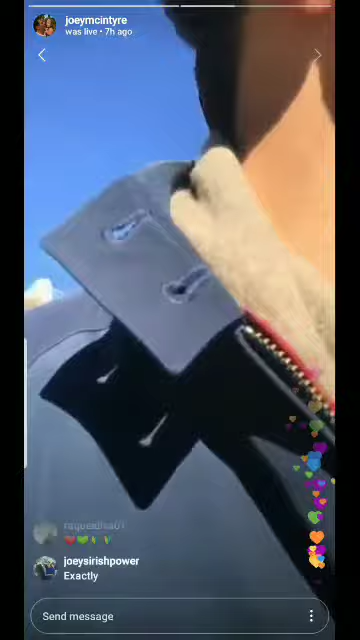 joeymcintyre
was live • 7h ago
joeysirishpower
Exactly
Send message